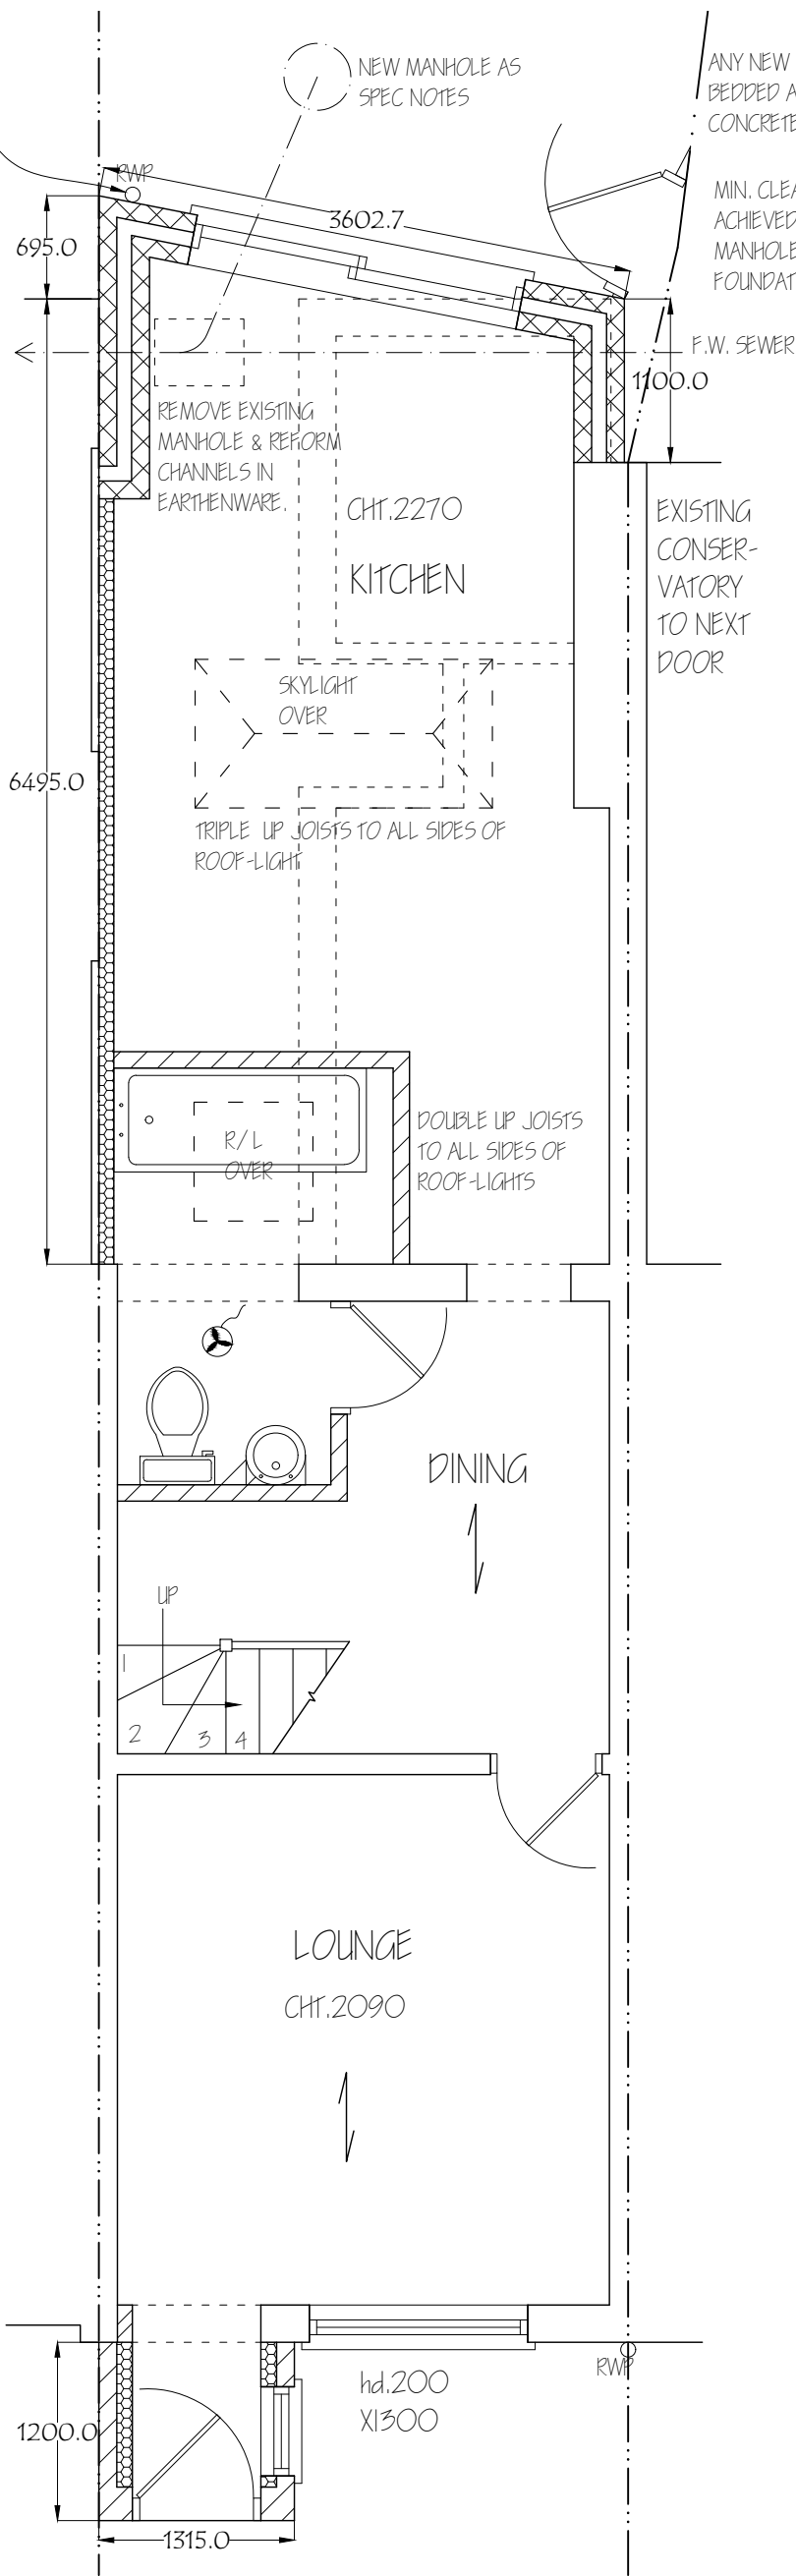 NEW MANHOLE AS
SPEC NOTES
ANY NEW
BEDDED A
CONCRETE
RWP
3602.7
MIN. CLEA
ACHIEVED
MANHOLE
FOUNDAT
695.0
F.W. SEWER
1100.0
REMOVE EXISTING
MANHOLE & REFORM
CHANNELS IN
EARTHENWARE.
CHT.2270
KITCHEN
EXISTING
CONSER-
VATORY
TO NEXT
DOOR
SKYLIGHT
OVER
6495.0
TRIPLE UP JOISTS TO ALL SIDES OF
ROOF-LIGHT
R/L
OVER
DOUBLE UP JOISTS
TO ALL SIDES OF
ROOF-LIGHTS
DINING
UP
1
2
3
4
LOUNGE
CHT.2090
RWP
hd.200
X1300
1200.0
1315.0